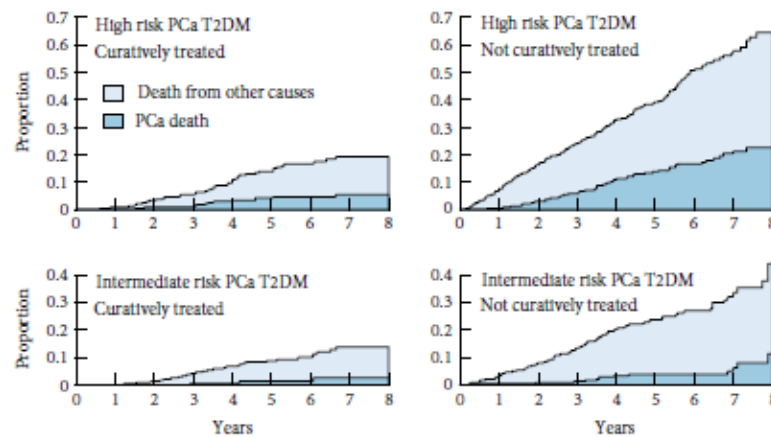 High risk PCa T2DM
Curatively treated
Death from other causes
PCa death
Proportion
0.7
0.6
0.5
0.4
0.3
0.2
0.1
0
0 1 2 3 4 5 6 7 8
High risk PCa T2DM
Not curatively treated
0.7
0.6
0.5
0.4
0.3
0.2
0.1
0
0 1 2 3 4 5 6 7 8
Intermediate risk PCa T2DM
Curatively treated
Proportion
0.4
0.3
0.2
0.1
0
0 1 2 3 4 5 6 7 8
Years
Intermediate risk PCa T2DM
Not curatively treated
0.4
0.3
0.2
0.1
0
0 1 2 3 4 5 6 7 8
Years